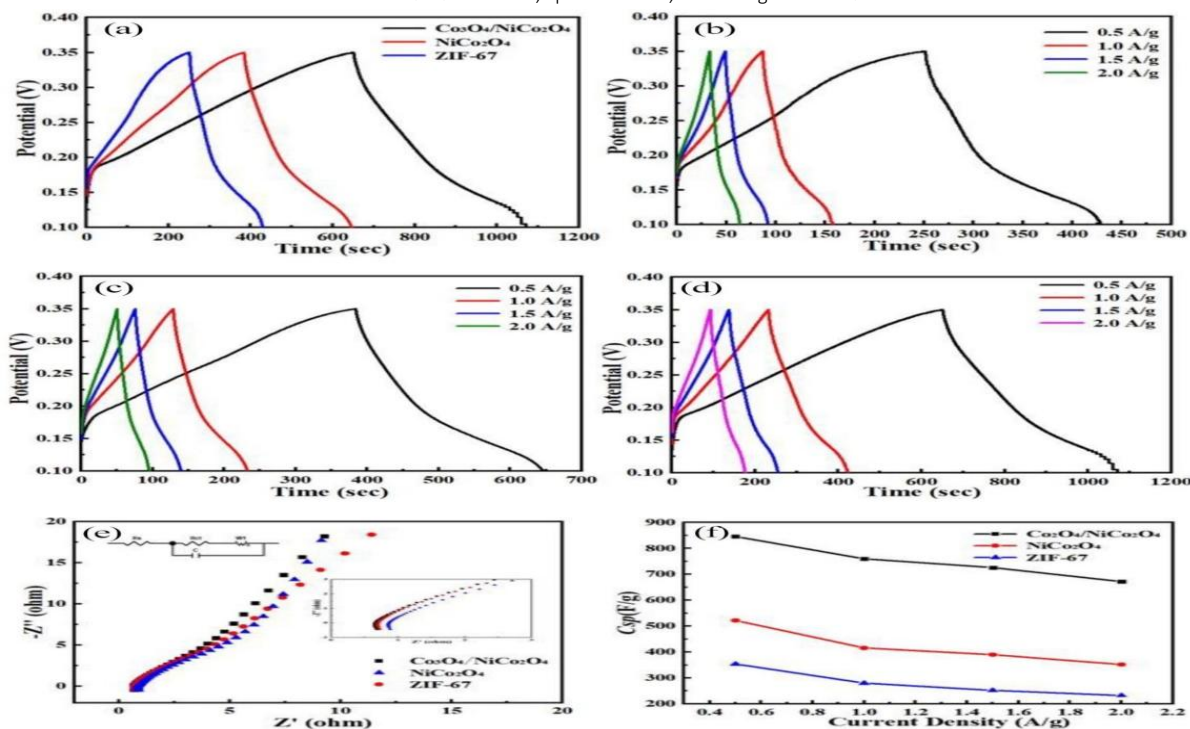 (a)
Co₃O₄/NiCo₂O₄
NiCo₂O₄
ZIF-67
Potential (V)
0.40
0.35
0.30
0.25
0.20
0.15
0.10
0 200 400 600 800 1000 1200
Time (sec)
(b)
0.5 A/g
1.0 A/g
1.5 A/g
2.0 A/g
Potential (V)
0.40
0.35
0.30
0.25
0.20
0.15
0.10
0 50 100 150 200 250 300 350 400 450 500
Time (sec)
(c)
0.5 A/g
1.0 A/g
1.5 A/g
2.0 A/g
Potential (V)
0.40
0.35
0.30
0.25
0.20
0.15
0.10
0 100 200 300 400 500 600 700
Time (sec)
(d)
0.5 A/g
1.0 A/g
1.5 A/g
2.0 A/g
Potential (V)
0.40
0.35
0.30
0.25
0.20
0.15
0.10
0 200 400 600 800 1000 1200
Time (sec)
(e)
-Z'' (ohm)
20
15
10
5
0
Z' (ohm)
Co₃O₄/NiCo₂O₄
NiCo₂O₄
ZIF-67
0 5 10 15 20
Z' (ohm)
(f)
Co₂O₄/NiCo₂O₄
NiCo₂O₄
ZIF-67
Csp(F/g)
900
800
700
600
500
400
300
200
0.4 0.6 0.8 1.0 1.2 1.4 1.6 1.8 2.0
Current Density (A/g)